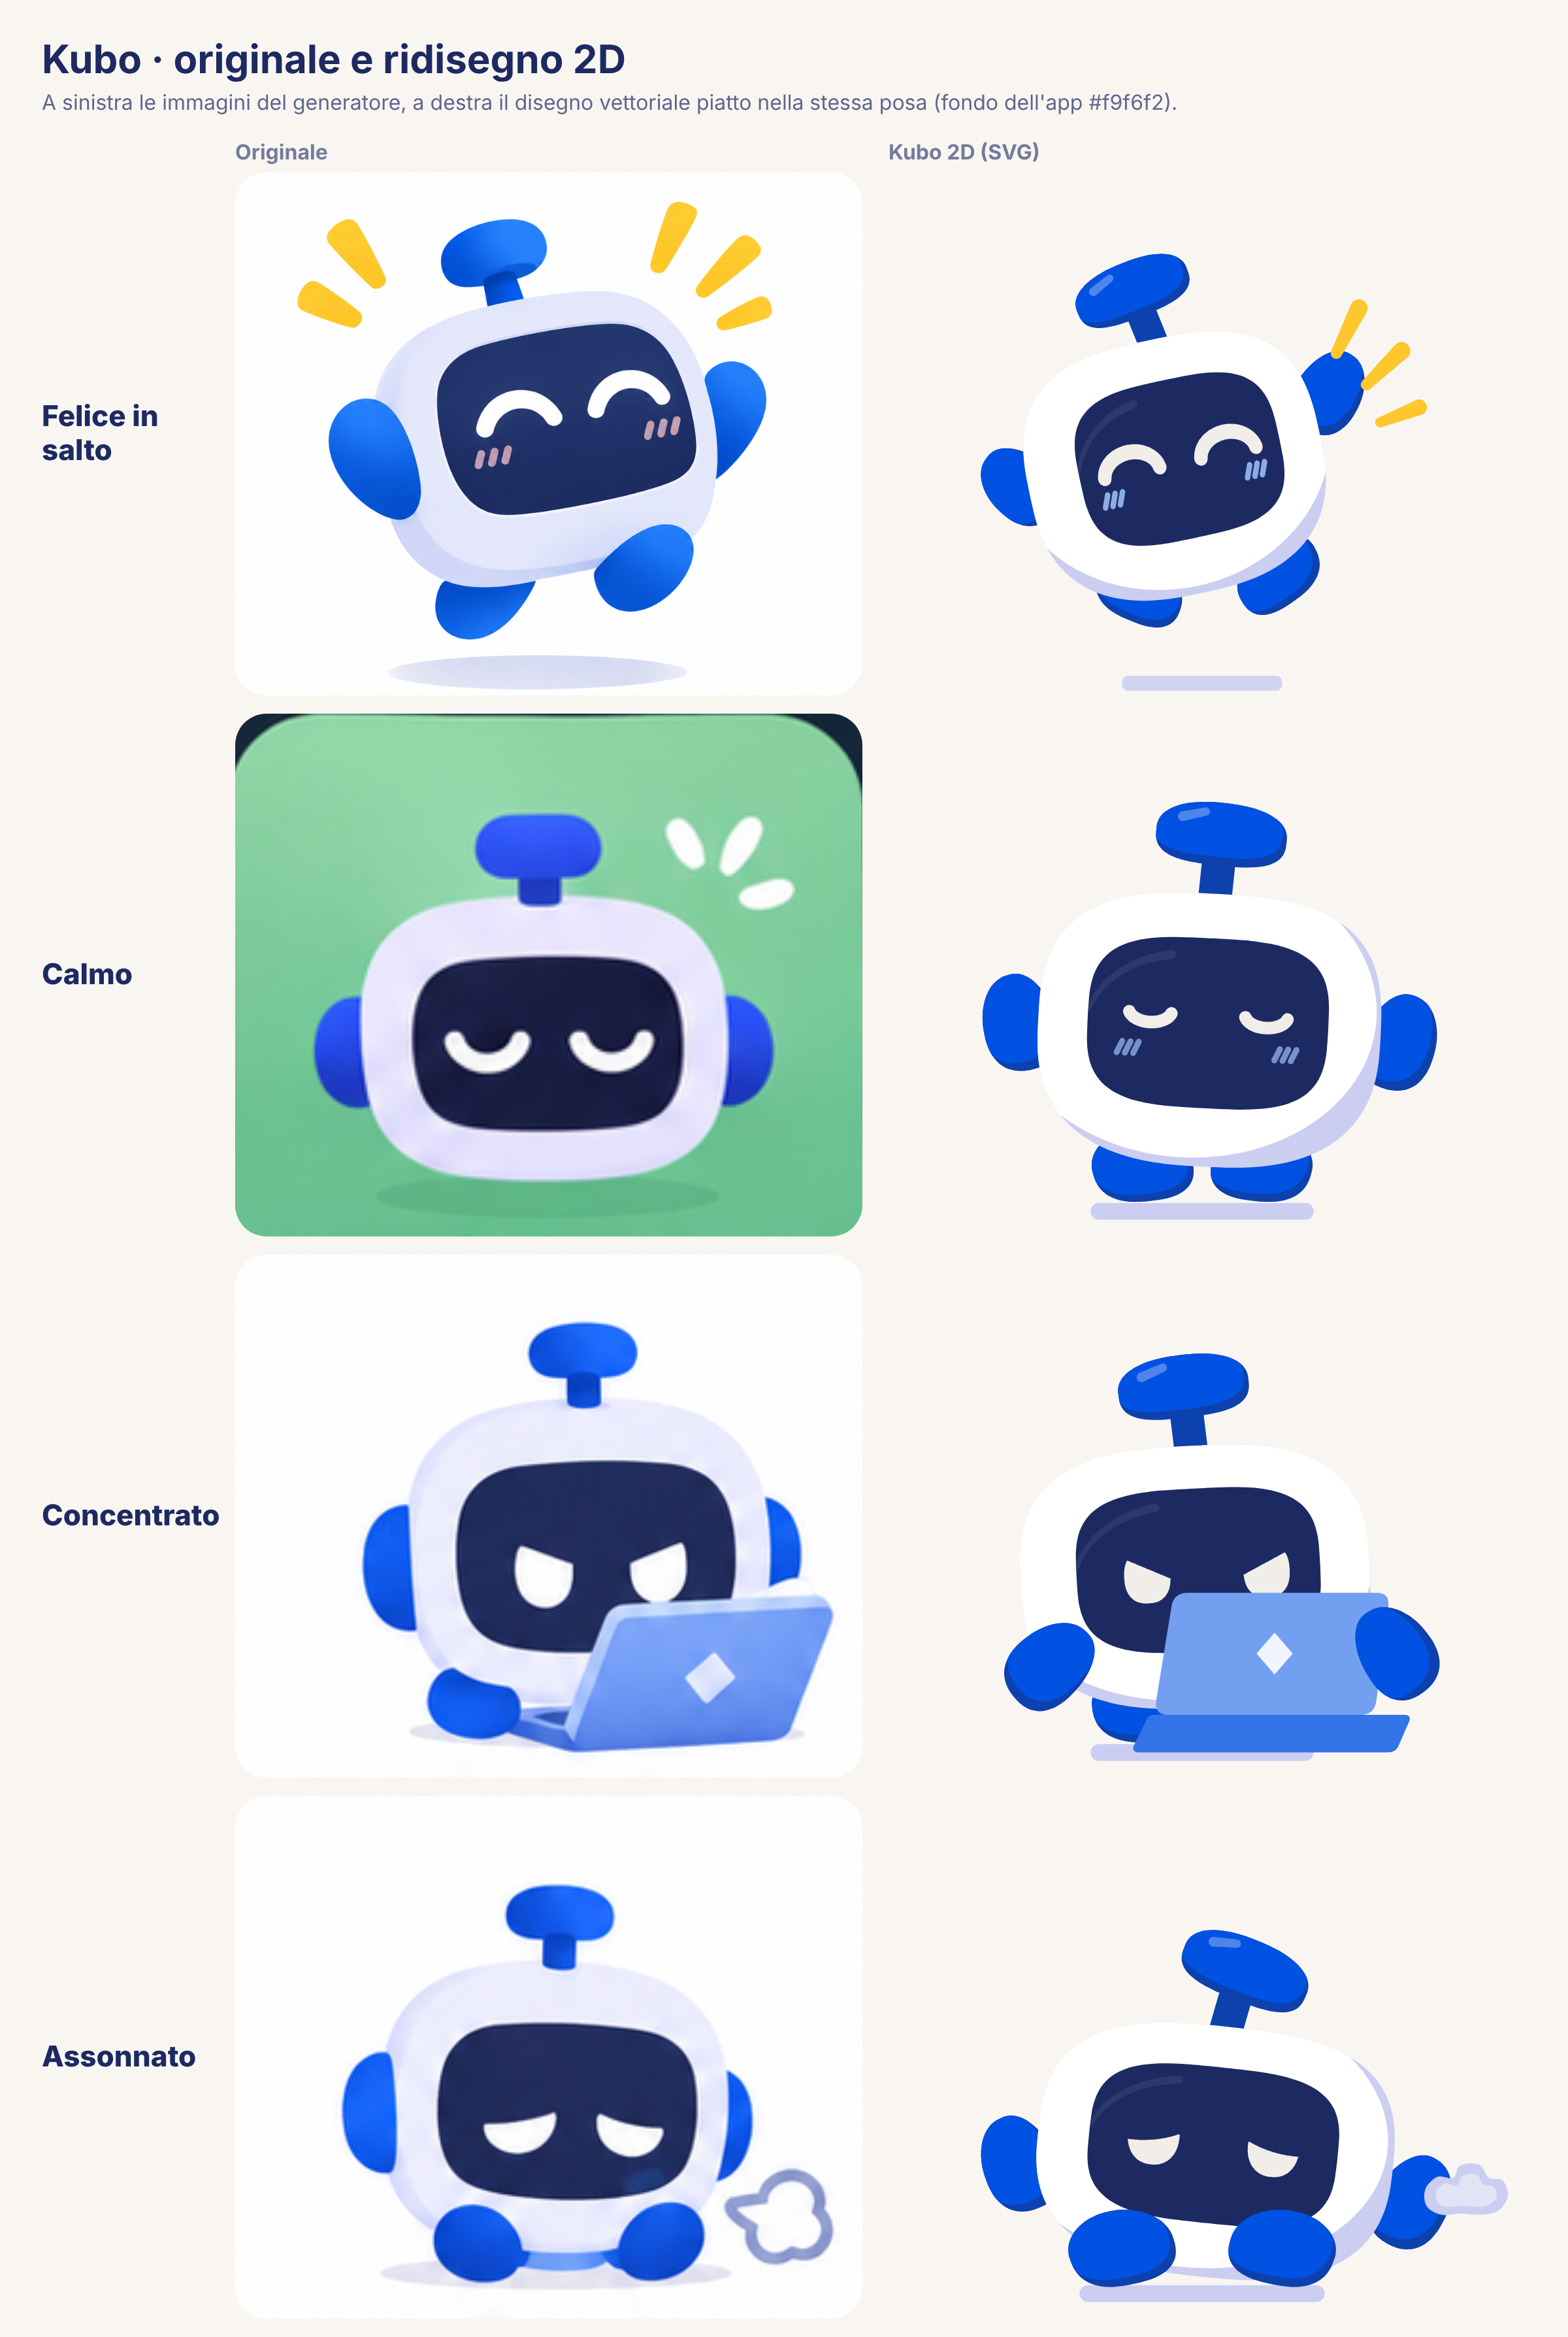 Kubo · originale e ridisegno 2D
A sinistra le immagini del generatore, a destra il disegno vettoriale piatto nella stessa posa (fondo dell'app #f9f6f2).
Originale
Kubo 2D (SVG)
Felice in
salto
Calmo
Concentrato
Assonnato